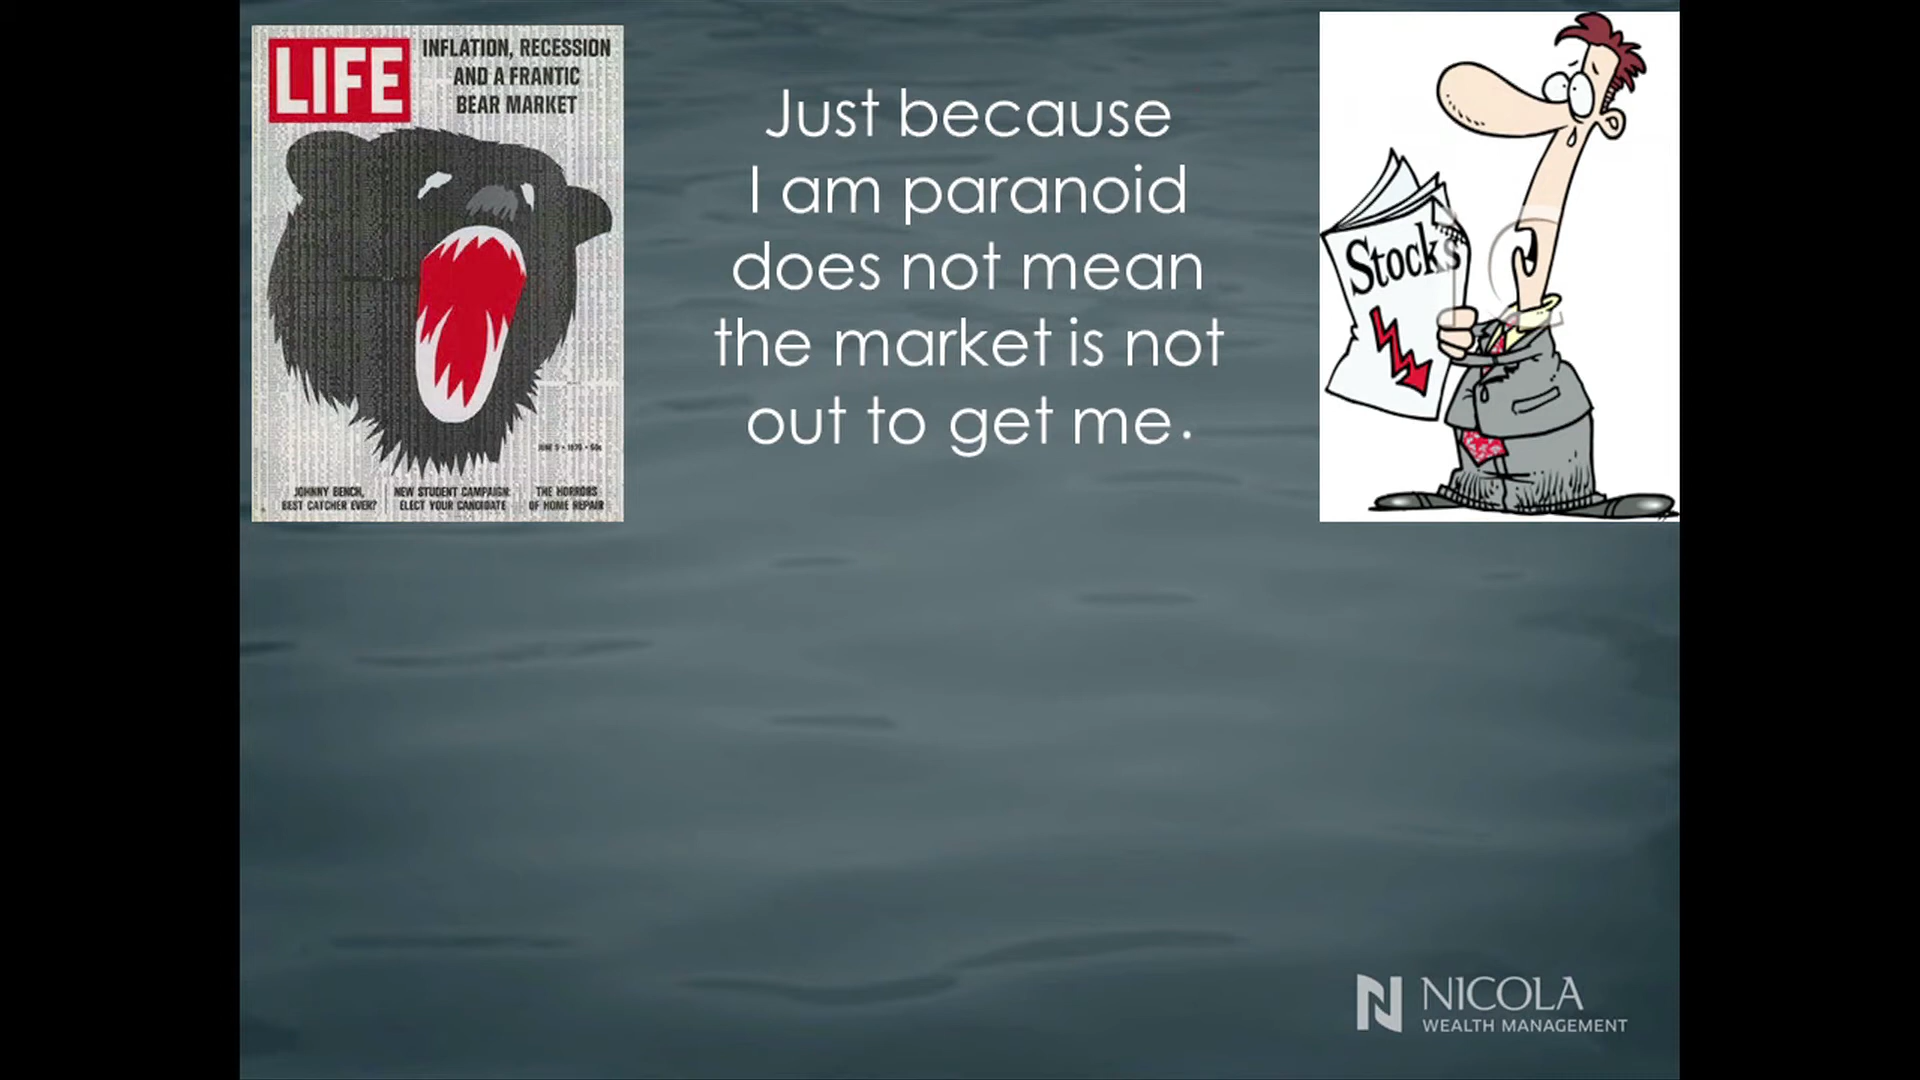 LIFE
INFLATION, RECESSION
AND A FRANTIC
BEAR MARKET
JOHNNY BENCH,
BEST CATCHER EVER?
NEW STUDENT CAMPAIGN:
ELECT YOUR CANDIDATE
THE HORRORS
OF HOME REPAIR
Just because
I am paranoid
does not mean
the market is not
out to get me.
Stocks
NICOLA
WEALTH MANAGEMENT